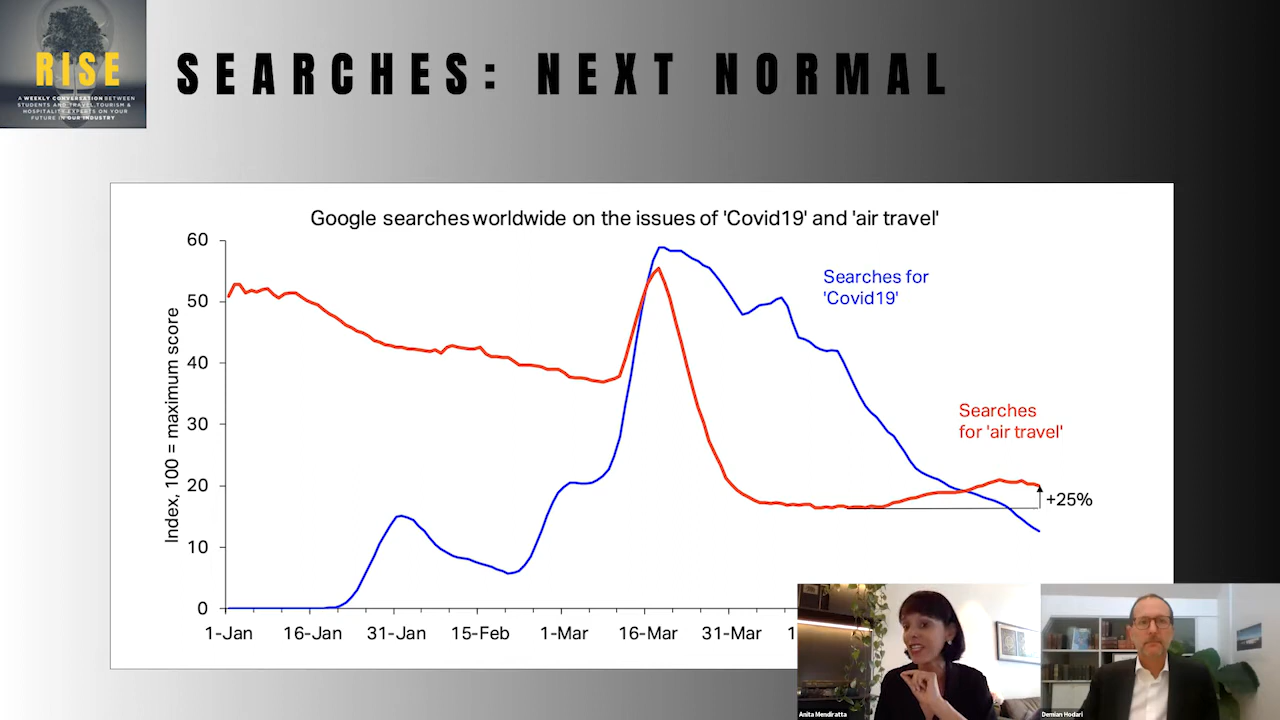 RISE
A WEEKLY CONVERSATION BETWEEN
STUDENTS AND TRAVEL, TOURISM &
HOSPITALITY EXPERTS ON YOUR
FUTURE IN OUR INDUSTRY
SEARCHES: NEXT NORMAL
Google searches worldwide on the issues of 'Covid19' and 'air travel'
Index, 100 = maximum score
60
50
40
30
20
10
0
Searches for
'Covid19'
Searches
for 'air travel'
+25%
1-Jan 16-Jan 31-Jan 15-Feb 1-Mar 16-Mar 31-Mar 1
Anita Mendiratta
Demian Hodari